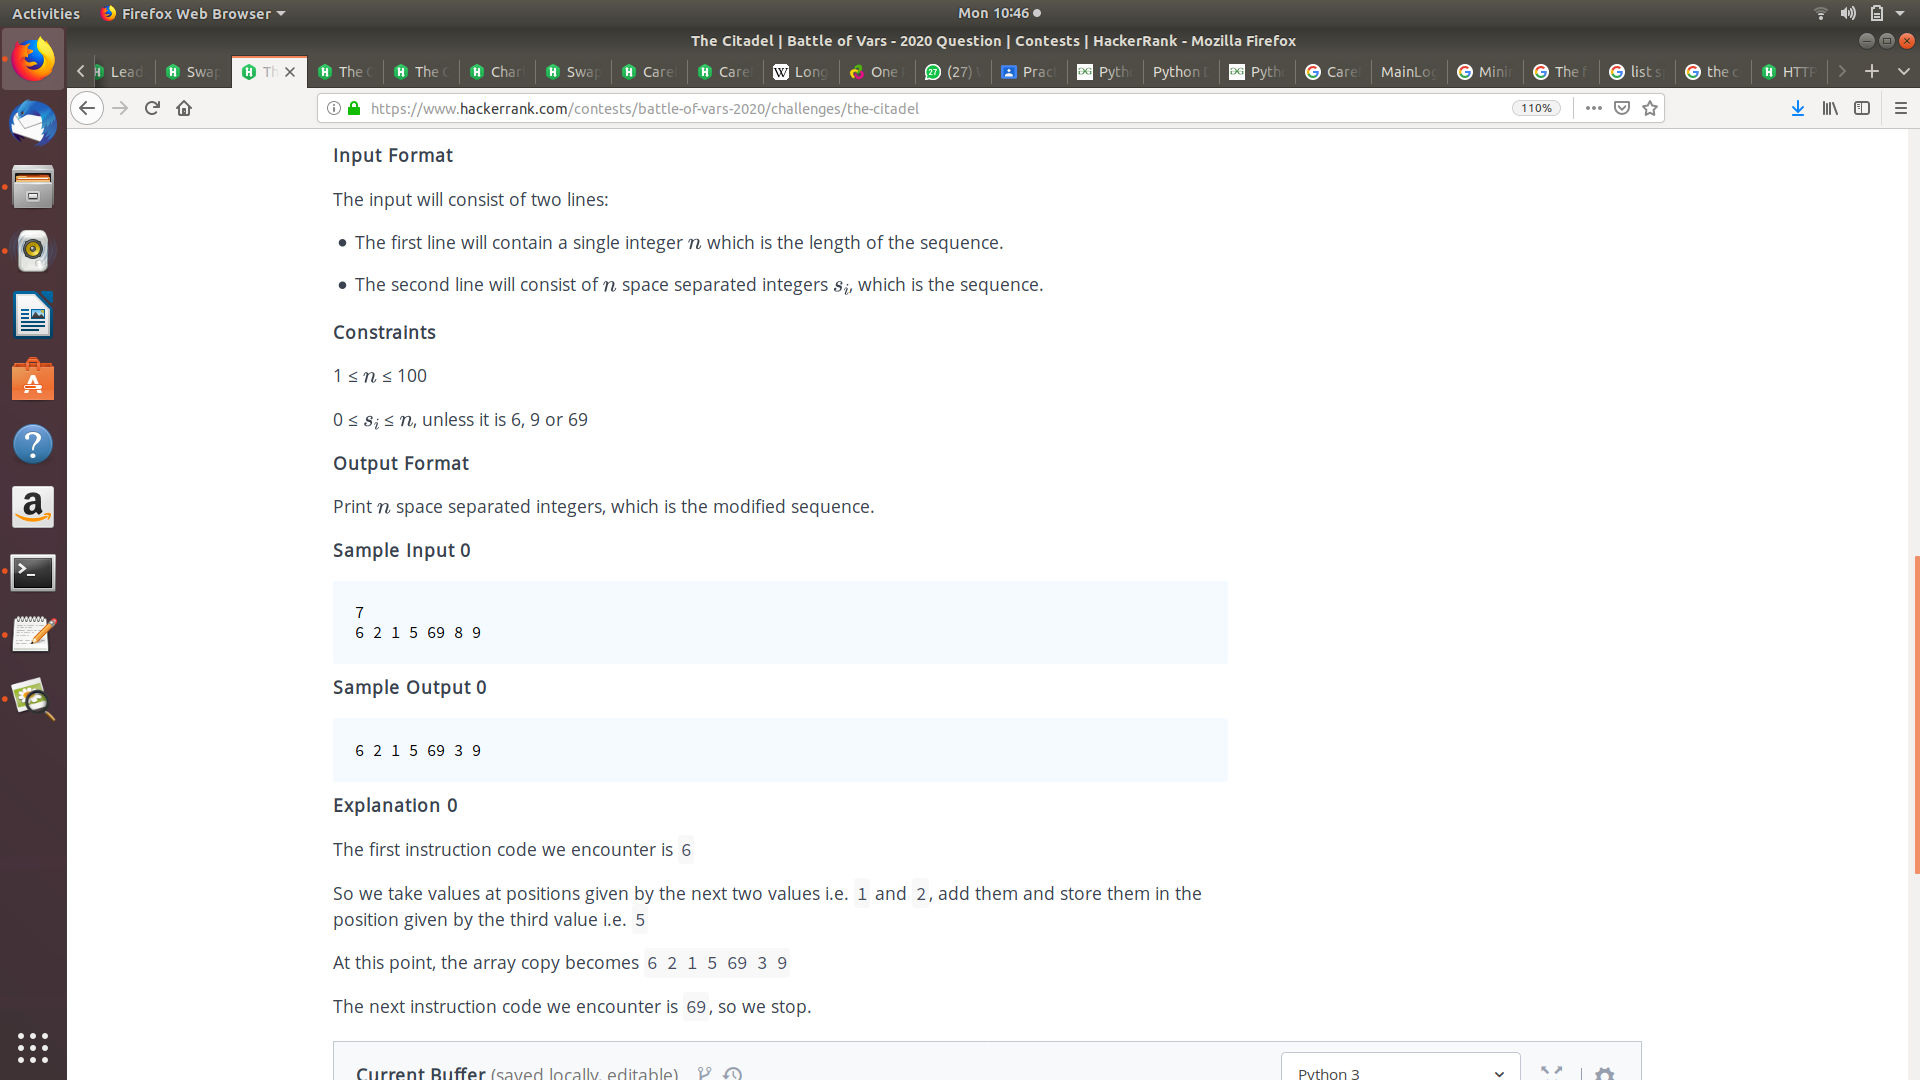 Activities Firefox Web Browser Mon 10:46
The Citadel | Battle of Vars - 2020 Question | Contests | HackerRank - Mozilla Firefox
Lead Swap Th The C The C Char Swap Care Care Long One (27) Prac Pyth Python Pyth Care MainLog Mini The f list s the c HTTP
https://www.hackerrank.com/contests/battle-of-vars-2020/challenges/the-citadel 110%
Input Format
The input will consist of two lines:
• The first line will contain a single integer n which is the length of the sequence.
• The second line will consist of n space separated integers sᵢ, which is the sequence.
Constraints
1 ≤ n ≤ 100
0 ≤ sᵢ ≤ n, unless it is 6, 9 or 69
Output Format
Print n space separated integers, which is the modified sequence.
Sample Input 0
7
6 2 1 5 69 8 9
Sample Output 0
6 2 1 5 69 3 9
Explanation 0
The first instruction code we encounter is 6
So we take values at positions given by the next two values i.e. 1 and 2, add them and store them in the
position given by the third value i.e. 5
At this point, the array copy becomes 6 2 1 5 69 3 9
The next instruction code we encounter is 69, so we stop.
Current Buffer (saved locally, editable) Python 3